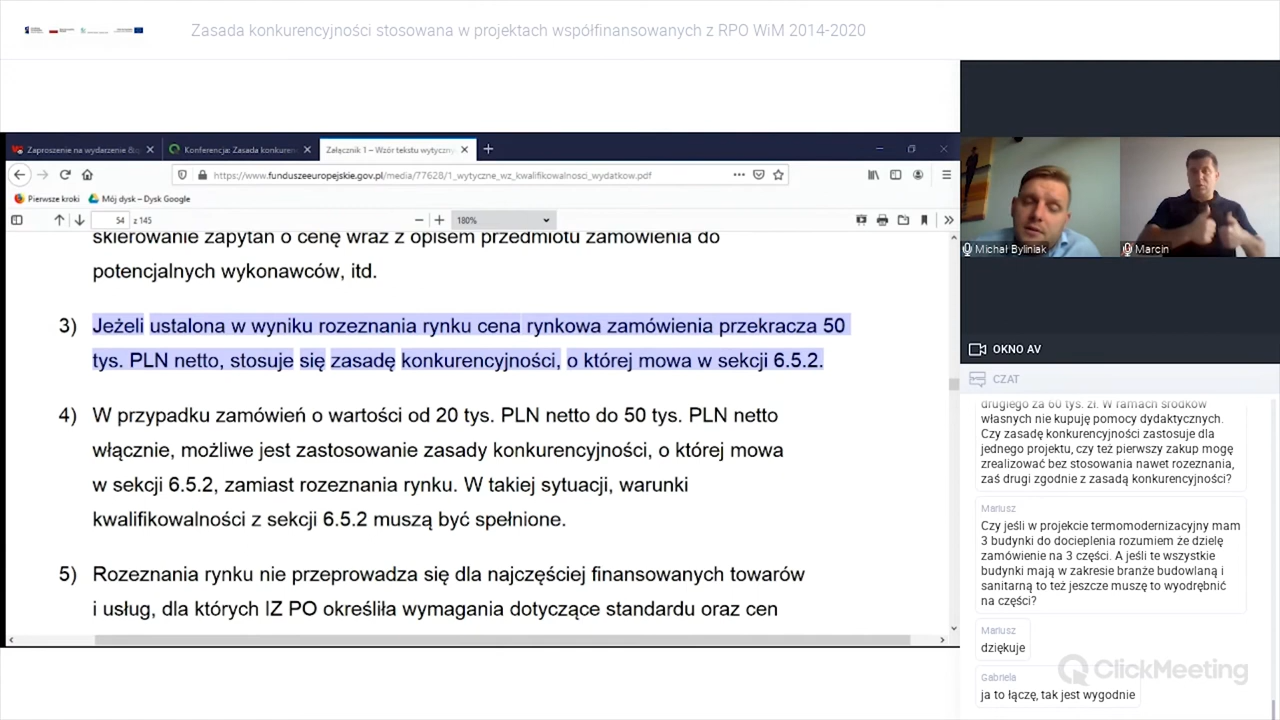 Zasada konkurencyjności stosowana w projektach współfinansowanych z RPO WiM 2014-2020
Zaproszenie na wydarzenie
Konferencja: Zasada konkuren
Załącznik 1 – Wzór tekstu wytyczn
https://www.funduszeeuropejskie.gov.pl/media/77628/1_wytyczne_wz_kwalifikowalnosci_wydatkow.pdf
Pierwsze kroki
Mój dysk – Dysk Google
54
z 145
180%
skierowanie zapytań o cenę wraz z opisem przedmiotu zamówienia do
potencjalnych wykonawców, itd.
3) Jeżeli ustalona w wyniku rozeznania rynku cena rynkowa zamówienia przekracza 50
tys. PLN netto, stosuje się zasadę konkurencyjności, o której mowa w sekcji 6.5.2.
4) W przypadku zamówień o wartości od 20 tys. PLN netto do 50 tys. PLN netto
włącznie, możliwe jest zastosowanie zasady konkurencyjności, o której mowa
w sekcji 6.5.2, zamiast rozeznania rynku. W takiej sytuacji, warunki
kwalifikowalności z sekcji 6.5.2 muszą być spełnione.
5) Rozeznania rynku nie przeprowadza się dla najczęściej finansowanych towarów
i usług, dla których IZ PO określiła wymagania dotyczące standardu oraz cen
Michał Byliniak
Marcin
OKNO AV
CZAT
drugiego za 60 tys. zł. W ramach środków
własnych nie kupuję pomocy dydaktycznych.
Czy zasadę konkurencyjności zastosuje dla
jednego projektu, czy też pierwszy zakup mogę
zrealizować bez stosowania nawet rozeznania,
zaś drugi zgodnie z zasadą konkurencyjności?
Mariusz
Czy jeśli w projekcie termomodernizacyjny mam
3 budynki do docieplenia rozumiem że dzielę
zamówienie na 3 części. A jeśli te wszystkie
budynki mają w zakresie branże budowlaną i
sanitarną to też jeszcze muszę to wyodrębnić
na części?
Mariusz
dziękuje
Gabriela
ja to łączę, tak jest wygodnie
ClickMeeting